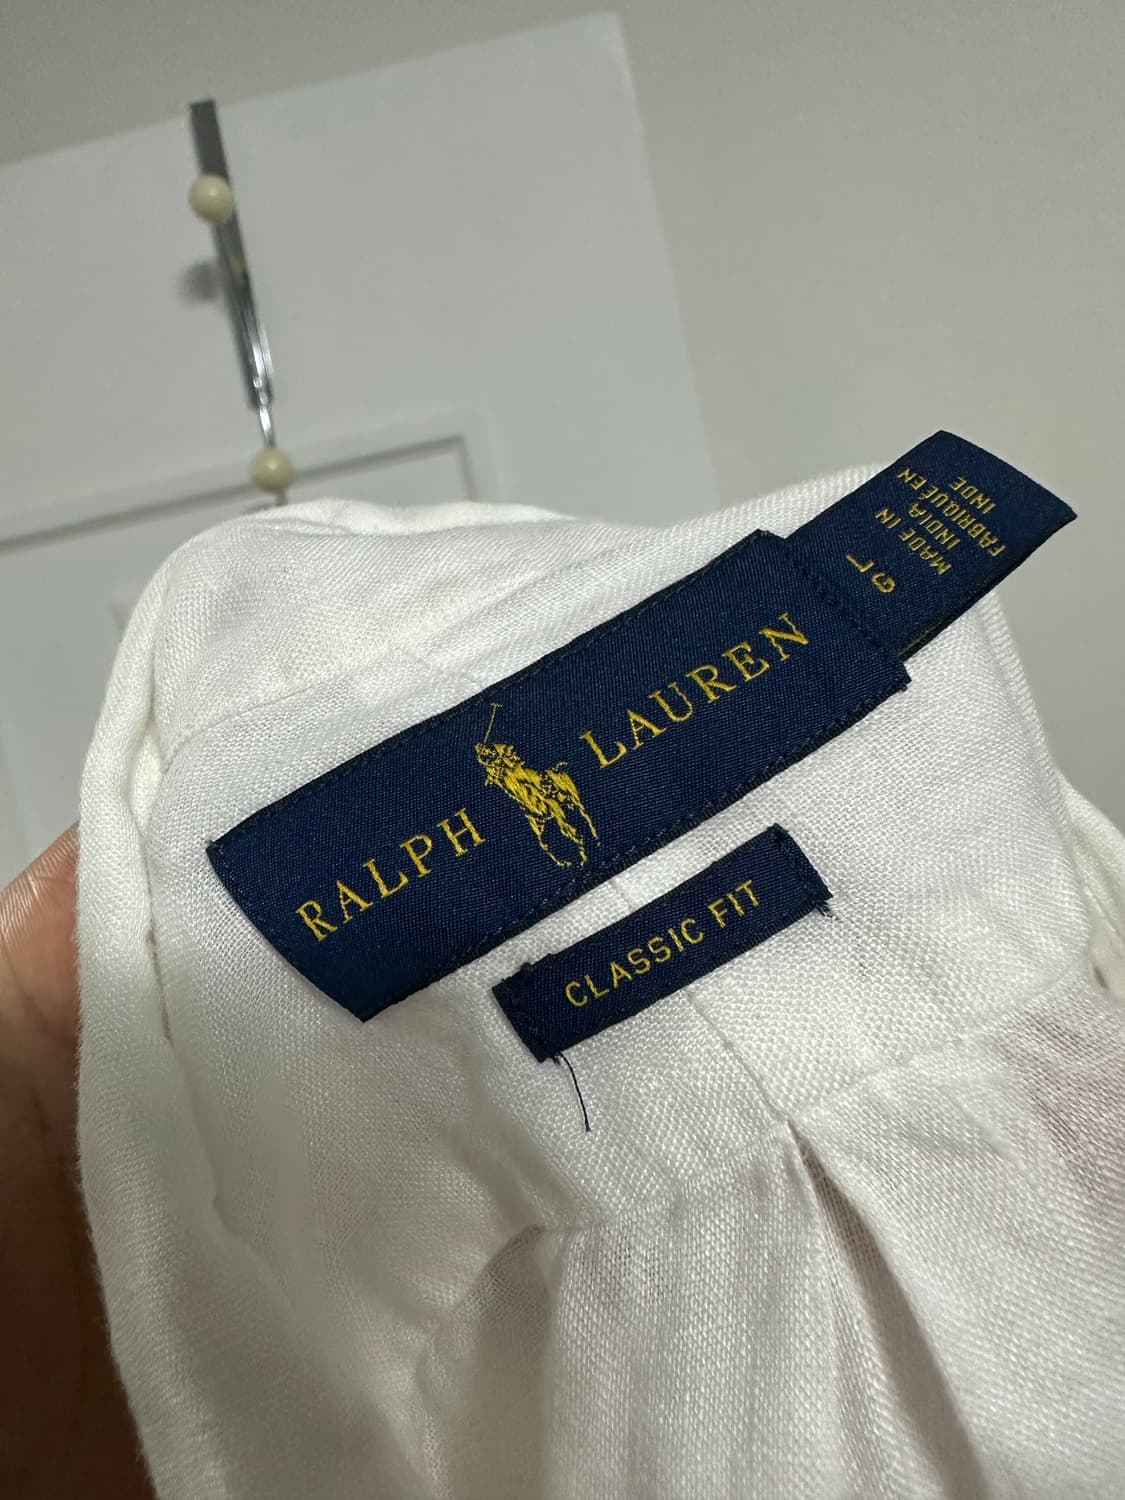 RALPH LAUREN
CLASSIC FIT
L
G
MADE IN
INDIA
FABRIQUÉ EN
INDE